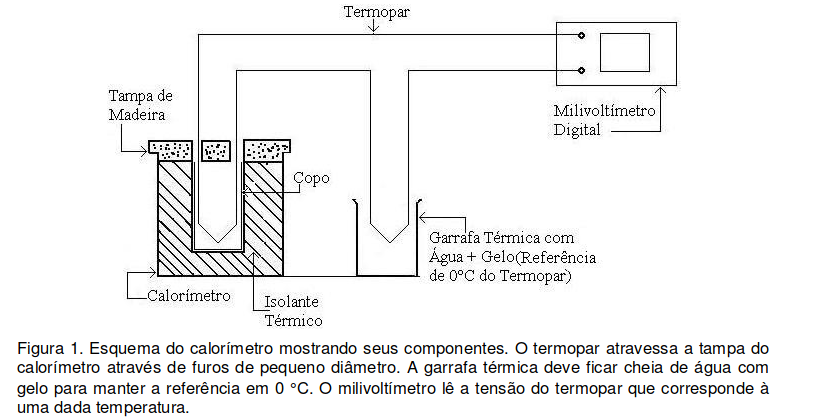 Termopar
Tampa de
Madeira
Milivoltímetro
Digital
Copo
Garrafa Térmica com
Água + Gelo(Referência
de 0°C do Termopar)
Calorímetro
Isolante
Térmico
Figura 1. Esquema do calorímetro mostrando seus componentes. O termopar atravessa a tampa do
calorímetro através de furos de pequeno diâmetro. A garrafa térmica deve ficar cheia de água com
gelo para manter a referência em 0 °C. O milivoltímetro lê a tensão do termopar que corresponde à
uma dada temperatura.